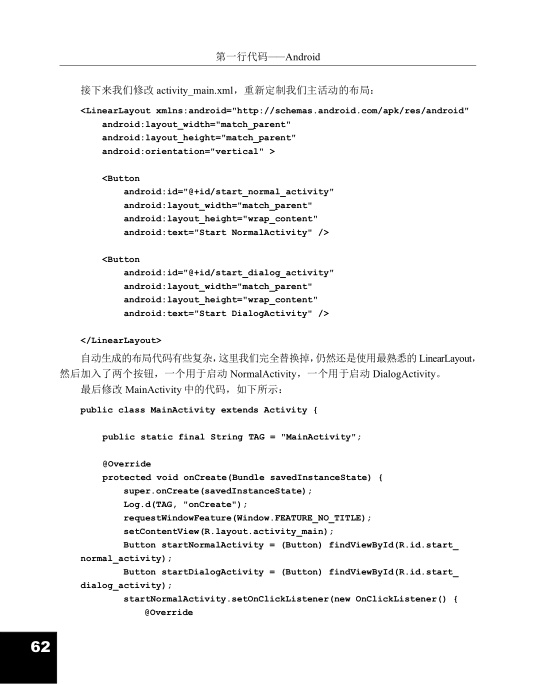 第一行代码——Android
接下来我们修改 activity_main.xml，重新定制我们主活动的布局：
<LinearLayout xmlns:android="http://schemas.android.com/apk/res/android"
    android:layout_width="match_parent"
    android:layout_height="match_parent"
    android:orientation="vertical" >

    <Button
        android:id="@+id/start_normal_activity"
        android:layout_width="match_parent"
        android:layout_height="wrap_content"
        android:text="Start NormalActivity" />

    <Button
        android:id="@+id/start_dialog_activity"
        android:layout_width="match_parent"
        android:layout_height="wrap_content"
        android:text="Start DialogActivity" />

</LinearLayout>
自动生成的布局代码有些复杂，这里我们完全替换掉，仍然还是使用最熟悉的 LinearLayout，
然后加入了两个按钮，一个用于启动 NormalActivity，一个用于启动 DialogActivity。
最后修改 MainActivity 中的代码，如下所示：
public class MainActivity extends Activity {

    public static final String TAG = "MainActivity";

    @Override
    protected void onCreate(Bundle savedInstanceState) {
        super.onCreate(savedInstanceState);
        Log.d(TAG, "onCreate");
        requestWindowFeature(Window.FEATURE_NO_TITLE);
        setContentView(R.layout.activity_main);
        Button startNormalActivity = (Button) findViewById(R.id.start_
normal_activity);
        Button startDialogActivity = (Button) findViewById(R.id.start_
dialog_activity);
        startNormalActivity.setOnClickListener(new OnClickListener() {
            @Override
62